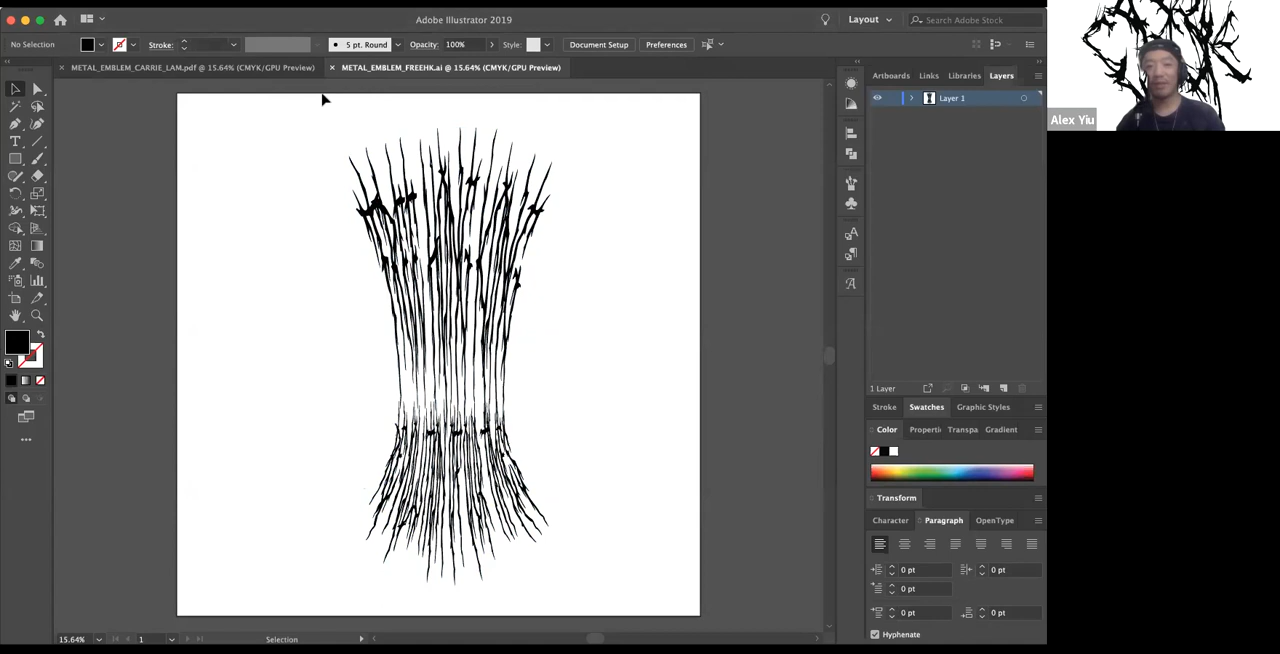 Adobe Illustrator 2019
Layout
Search Adobe Stock
No Selection
Stroke:
5 pt. Round
Opacity: 100%
Style:
Document Setup
Preferences
METAL_EMBLEM_CARRIE_LAM.pdf @ 15.64% (CMYK/GPU Preview)
METAL_EMBLEM_FREEHK.ai @ 15.64% (CMYK/GPU Preview)
Artboards
Links
Libraries
Layers
Layer 1
Alex Yiu
1 Layer
Stroke
Swatches
Graphic Styles
Color
Properti
Transpa
Gradient
Transform
Character
Paragraph
OpenType
0 pt
0 pt
0 pt
0 pt
0 pt
Hyphenate
15.64%
1
Selection